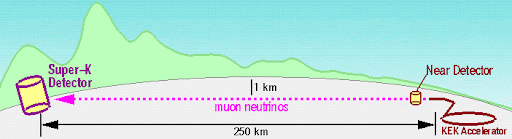 Super-K
Detector
1 km
Near Detector
muon neutrinos
250 km
KEK Accelerator